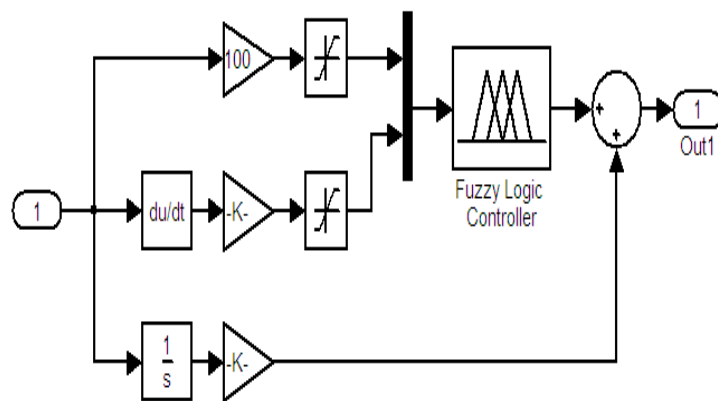 100
1
Out1
Fuzzy Logic
Controller
1
du/dt
-K-
1
s
-K-